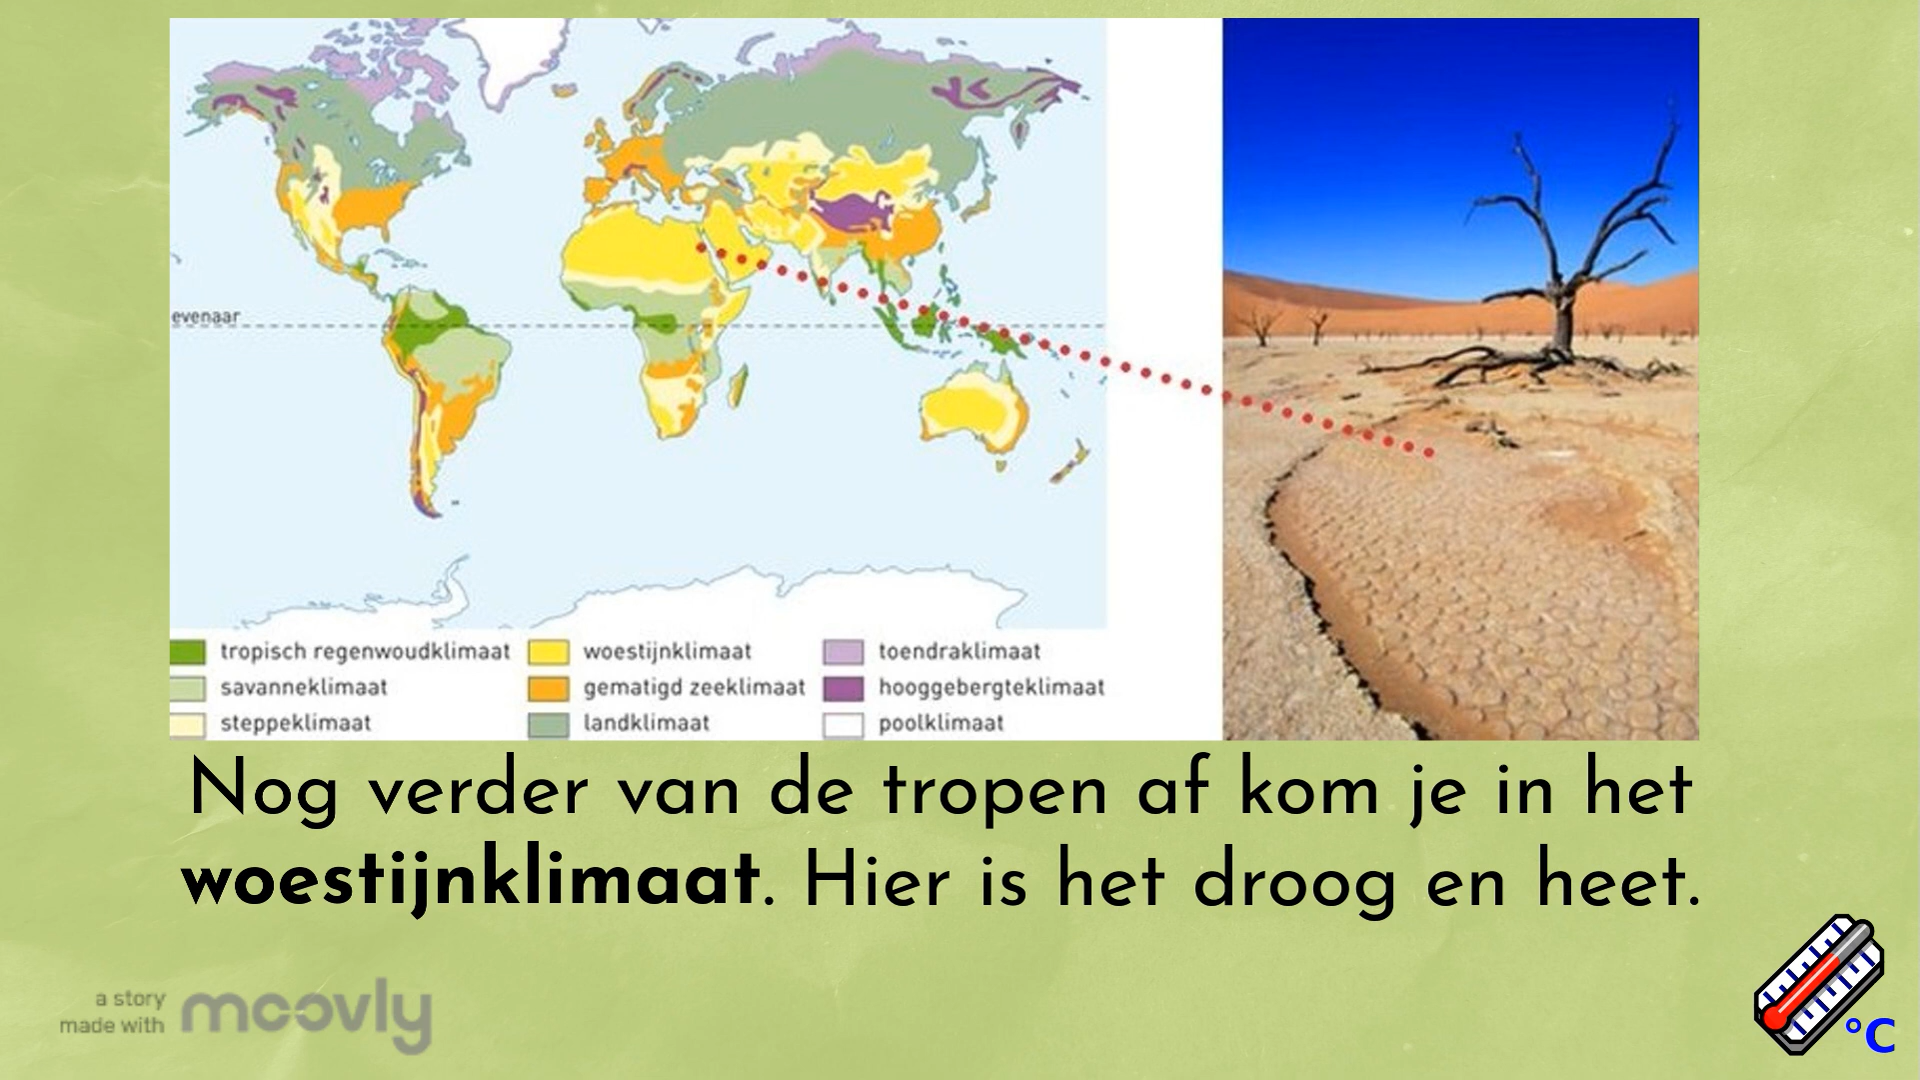 evenaar
tropisch regenwoudklimaat
savanneklimaat
steppeklimaat
woestijnklimaat
gematigd zeeklimaat
landklimaat
toendraklimaat
hooggebergteklimaat
poolklimaat
Nog verder van de tropen af kom je in het
woestijnklimaat. Hier is het droog en heet.
a story
made with
moovly
°C